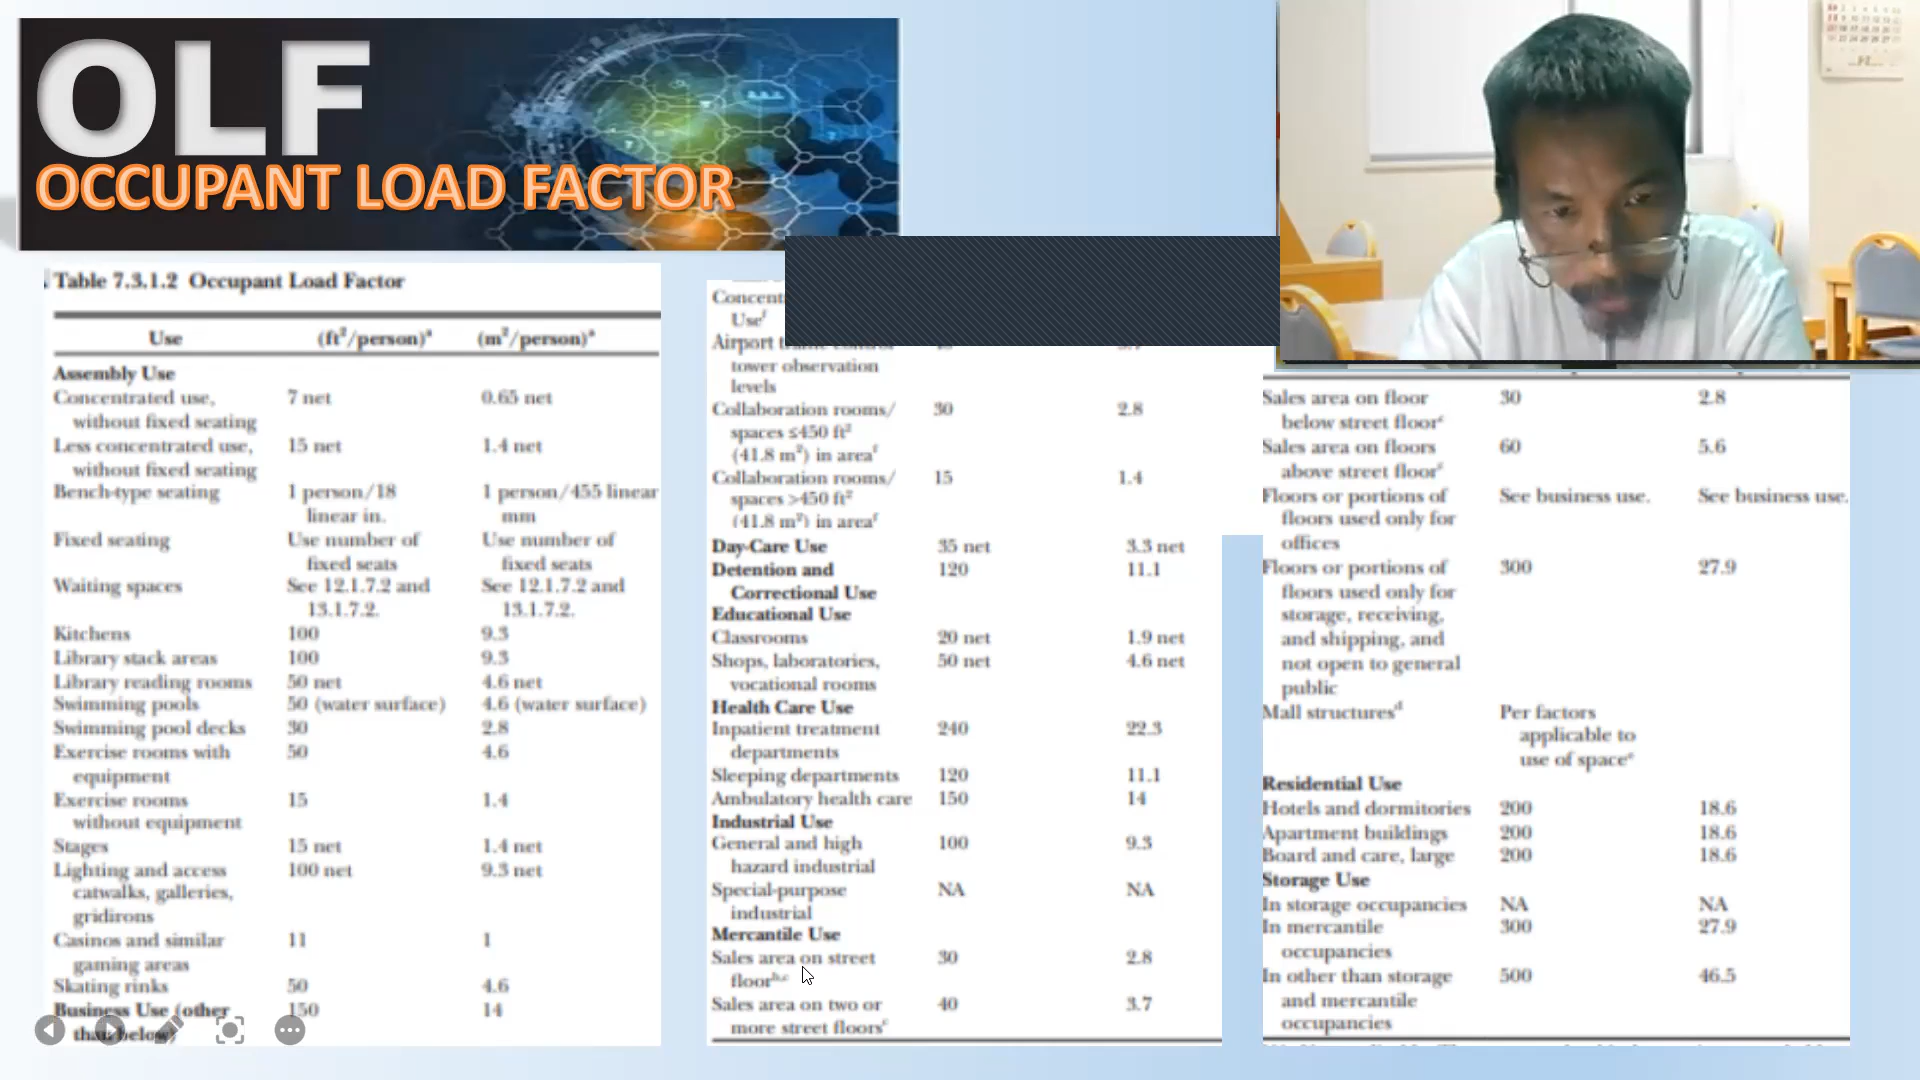 OLF
OCCUPANT LOAD FACTOR
Table 7.3.1.2 Occupant Load Factor
Use (ft²/person)ᵃ (m²/person)ᵃ
Assembly Use
Concentrated use, 7 net 0.65 net
without fixed seating
Less concentrated use, 15 net 1.4 net
without fixed seating
Bench-type seating 1 person/18 1 person/455 linear
linear in. mm
Fixed seating Use number of Use number of
fixed seats fixed seats
Waiting spaces See 12.1.7.2 and See 12.1.7.2 and
13.1.7.2. 13.1.7.2.
Kitchens 100 9.3
Library stack areas 100 9.3
Library reading rooms 50 net 4.6 net
Swimming pools 50 (water surface) 4.6 (water surface)
Swimming pool decks 30 2.8
Exercise rooms with 50 4.6
equipment
Exercise rooms 15 1.4
without equipment
Stages 15 net 1.4 net
Lighting and access 100 net 9.3 net
catwalks, galleries,
gridirons
Casinos and similar 11 1
gaming areas
Skating rinks 50 4.6
Business Use (other 150 14
than below)
Use
Airport
tower observation
levels
Collaboration rooms/ 30 2.8
spaces ≤450 ft²
(41.8 m²) in areaᶠ
Collaboration rooms/ 15 1.4
spaces >450 ft²
(41.8 m²) in areaᶠ
Day-Care Use 35 net 3.3 net
Detention and 120 11.1
Correctional Use
Educational Use
Classrooms 20 net 1.9 net
Shops, laboratories, 50 net 4.6 net
vocational rooms
Health Care Use
Inpatient treatment 240 22.3
departments
Sleeping departments 120 11.1
Ambulatory health care 150 14
Industrial Use
General and high 100 9.3
hazard industrial
Special-purpose NA NA
industrial
Mercantile Use
Sales area on street 30 2.8
floorᵇ,ᶜ
Sales area on two or 40 3.7
more street floorsᶜ
Sales area on floor 30 2.8
below street floorᶜ
Sales area on floors 60 5.6
above street floorᶜ
Floors or portions of See business use. See business use.
floors used only for
offices
Floors or portions of 300 27.9
floors used only for
storage, receiving,
and shipping, and
not open to general
public
Mall structuresᵈ Per factors
applicable to
use of spaceᵉ
Residential Use
Hotels and dormitories 200 18.6
Apartment buildings 200 18.6
Board and care, large 200 18.6
Storage Use
In storage occupancies NA NA
In mercantile 300 27.9
occupancies
In other than storage 500 46.5
and mercantile
occupancies